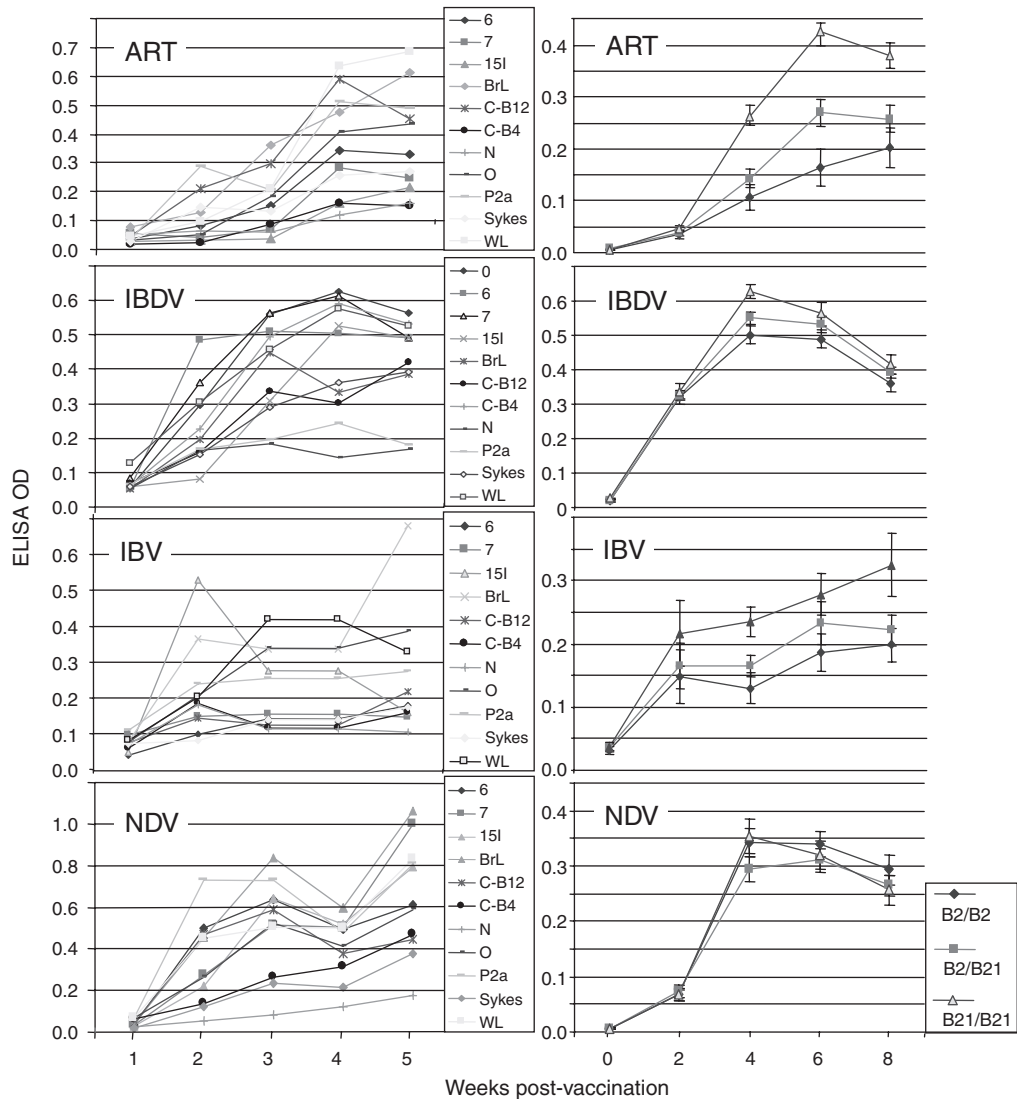 ELISA OD
ART
0.7
0.6
0.5
0.4
0.3
0.2
0.1
0.0
6
7
15I
BrL
C-B12
C-B4
N
O
P2a
Sykes
WL
ART
0.4
0.3
0.2
0.1
0.0
IBDV
0.6
0.5
0.4
0.3
0.2
0.1
0.0
0
6
7
15I
BrL
C-B12
C-B4
N
P2a
Sykes
WL
IBDV
0.6
0.5
0.4
0.3
0.2
0.1
0
IBV
0.6
0.5
0.4
0.3
0.2
0.1
0.0
6
7
15I
BrL
C-B12
C-B4
N
O
P2a
Sykes
WL
IBV
0.3
0.2
0.1
0.0
NDV
1.0
0.8
0.6
0.4
0.2
0.0
1 2 3 4 5
6
7
15I
BrL
C-B12
C-B4
N
O
P2a
Sykes
WL
NDV
0.4
0.3
0.2
0.1
0.0
0 2 4 6 8
B2/B2
B2/B21
B21/B21
Weeks post-vaccination